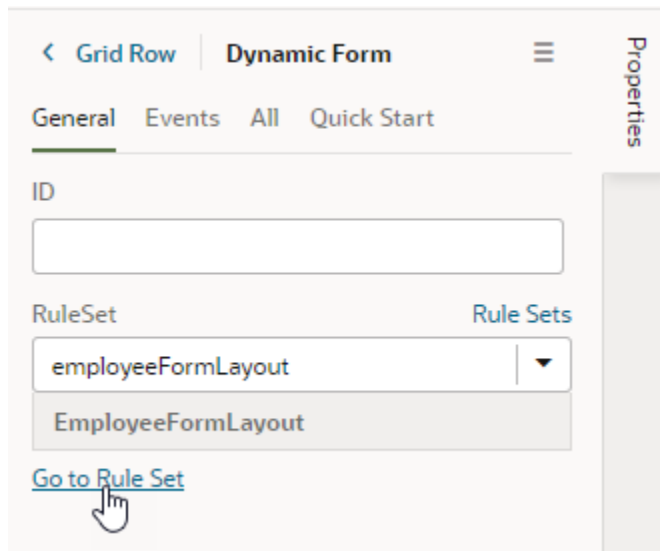 Grid Row Dynamic Form
General Events All Quick Start
ID
RuleSet Rule Sets
employeeFormLayout
EmployeeFormLayout
Go to Rule Set
Properties